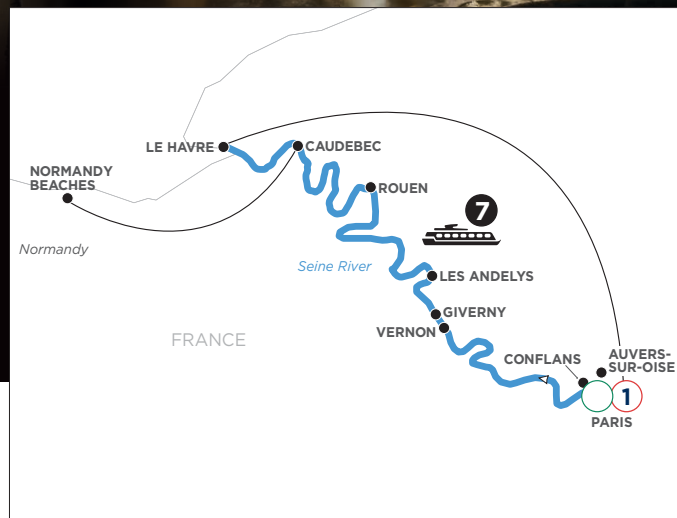 LE HAVRE
CAUDEBEC
NORMANDY
BEACHES
ROUEN
7
Normandy
Seine River
LES ANDELYS
GIVERNY
VERNON
FRANCE
CONFLANS
AUVERS-
SUR-OISE
1
PARIS